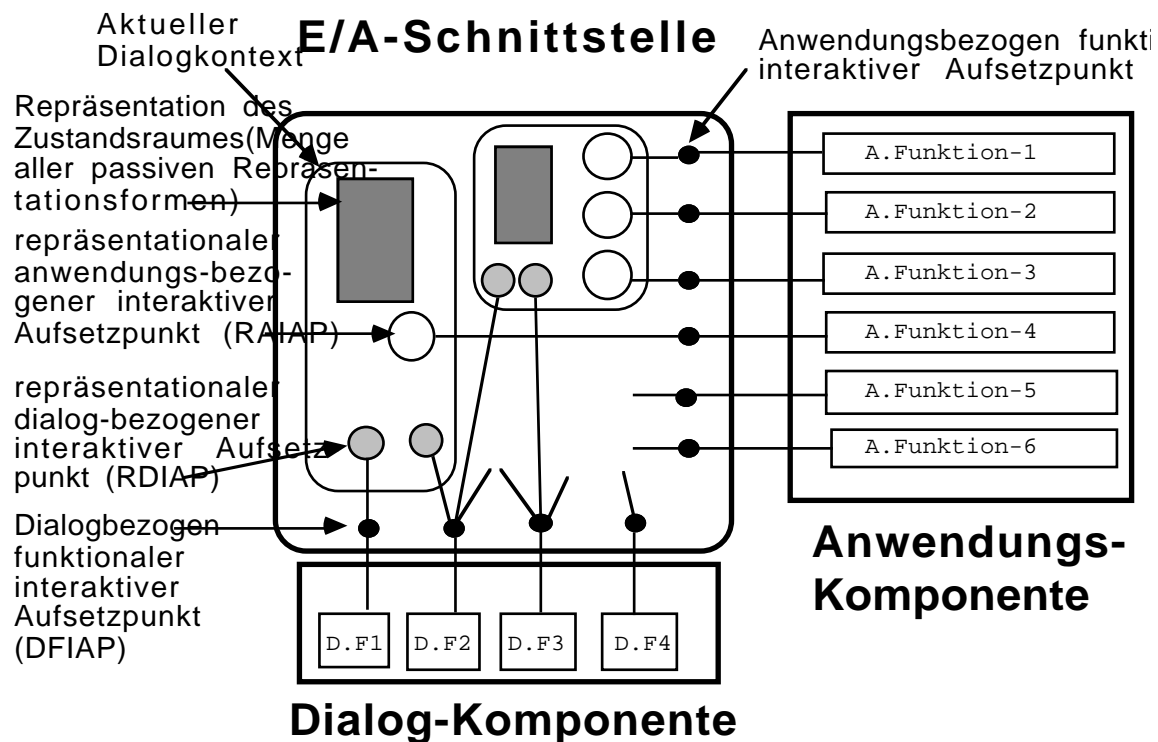 Aktueller
Dialogkontext
E/A-Schnittstelle
Anwendungsbezogen
interaktiver Aufsetzpunkt
Repräsentation des
Zustandsraumes(Menge
aller passiven Repräsen-
tationsformen)
repräsentationaler
anwendungs-bezo-
gener interaktiver
Aufsetzpunkt (RAIAP)
repräsentationaler
dialog-bezogener
interaktiver Aufsetz-
punkt (RDIAP)
Dialogbezogen
funktionaler
interaktiver
Aufsetzpunkt
(DFIAP)
A.Funktion-1
A.Funktion-2
A.Funktion-3
A.Funktion-4
A.Funktion-5
A.Funktion-6
Anwendungs-
Komponente
D.F1
D.F2
D.F3
D.F4
Dialog-Komponente